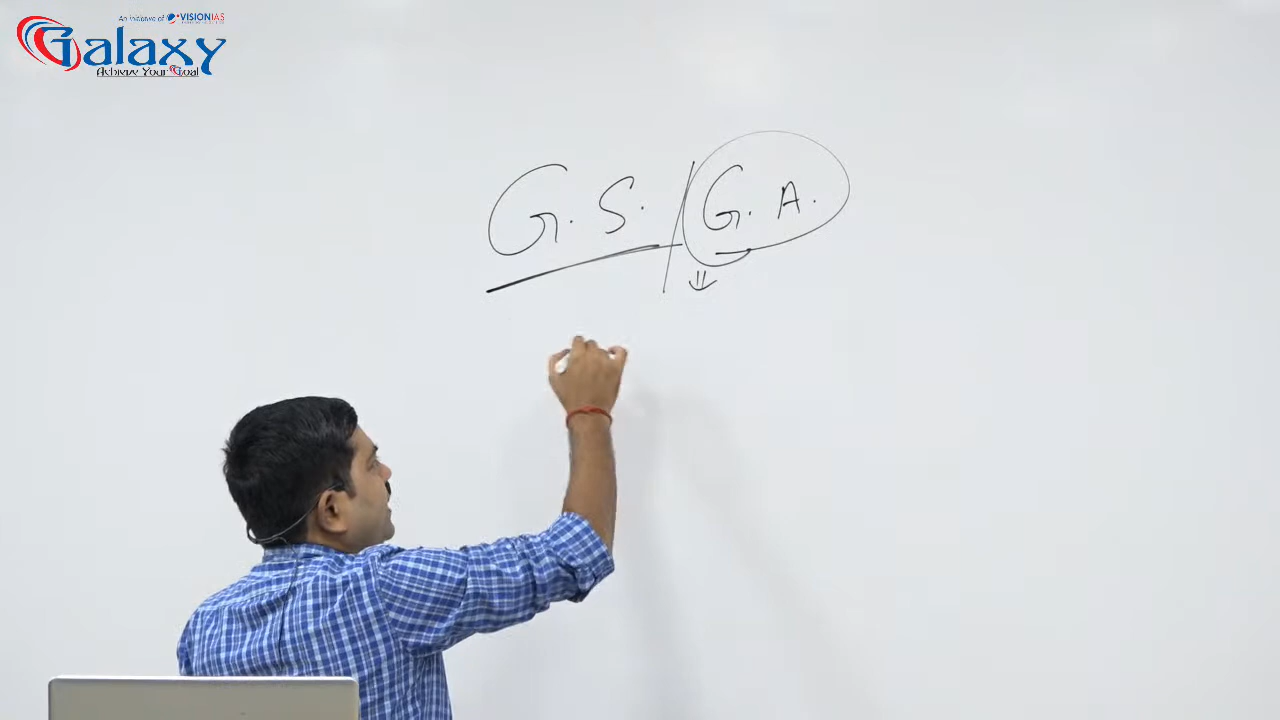 An initiative of VISIONIAS
Galaxy
Achieve Your Goal
G. S. / G. A.